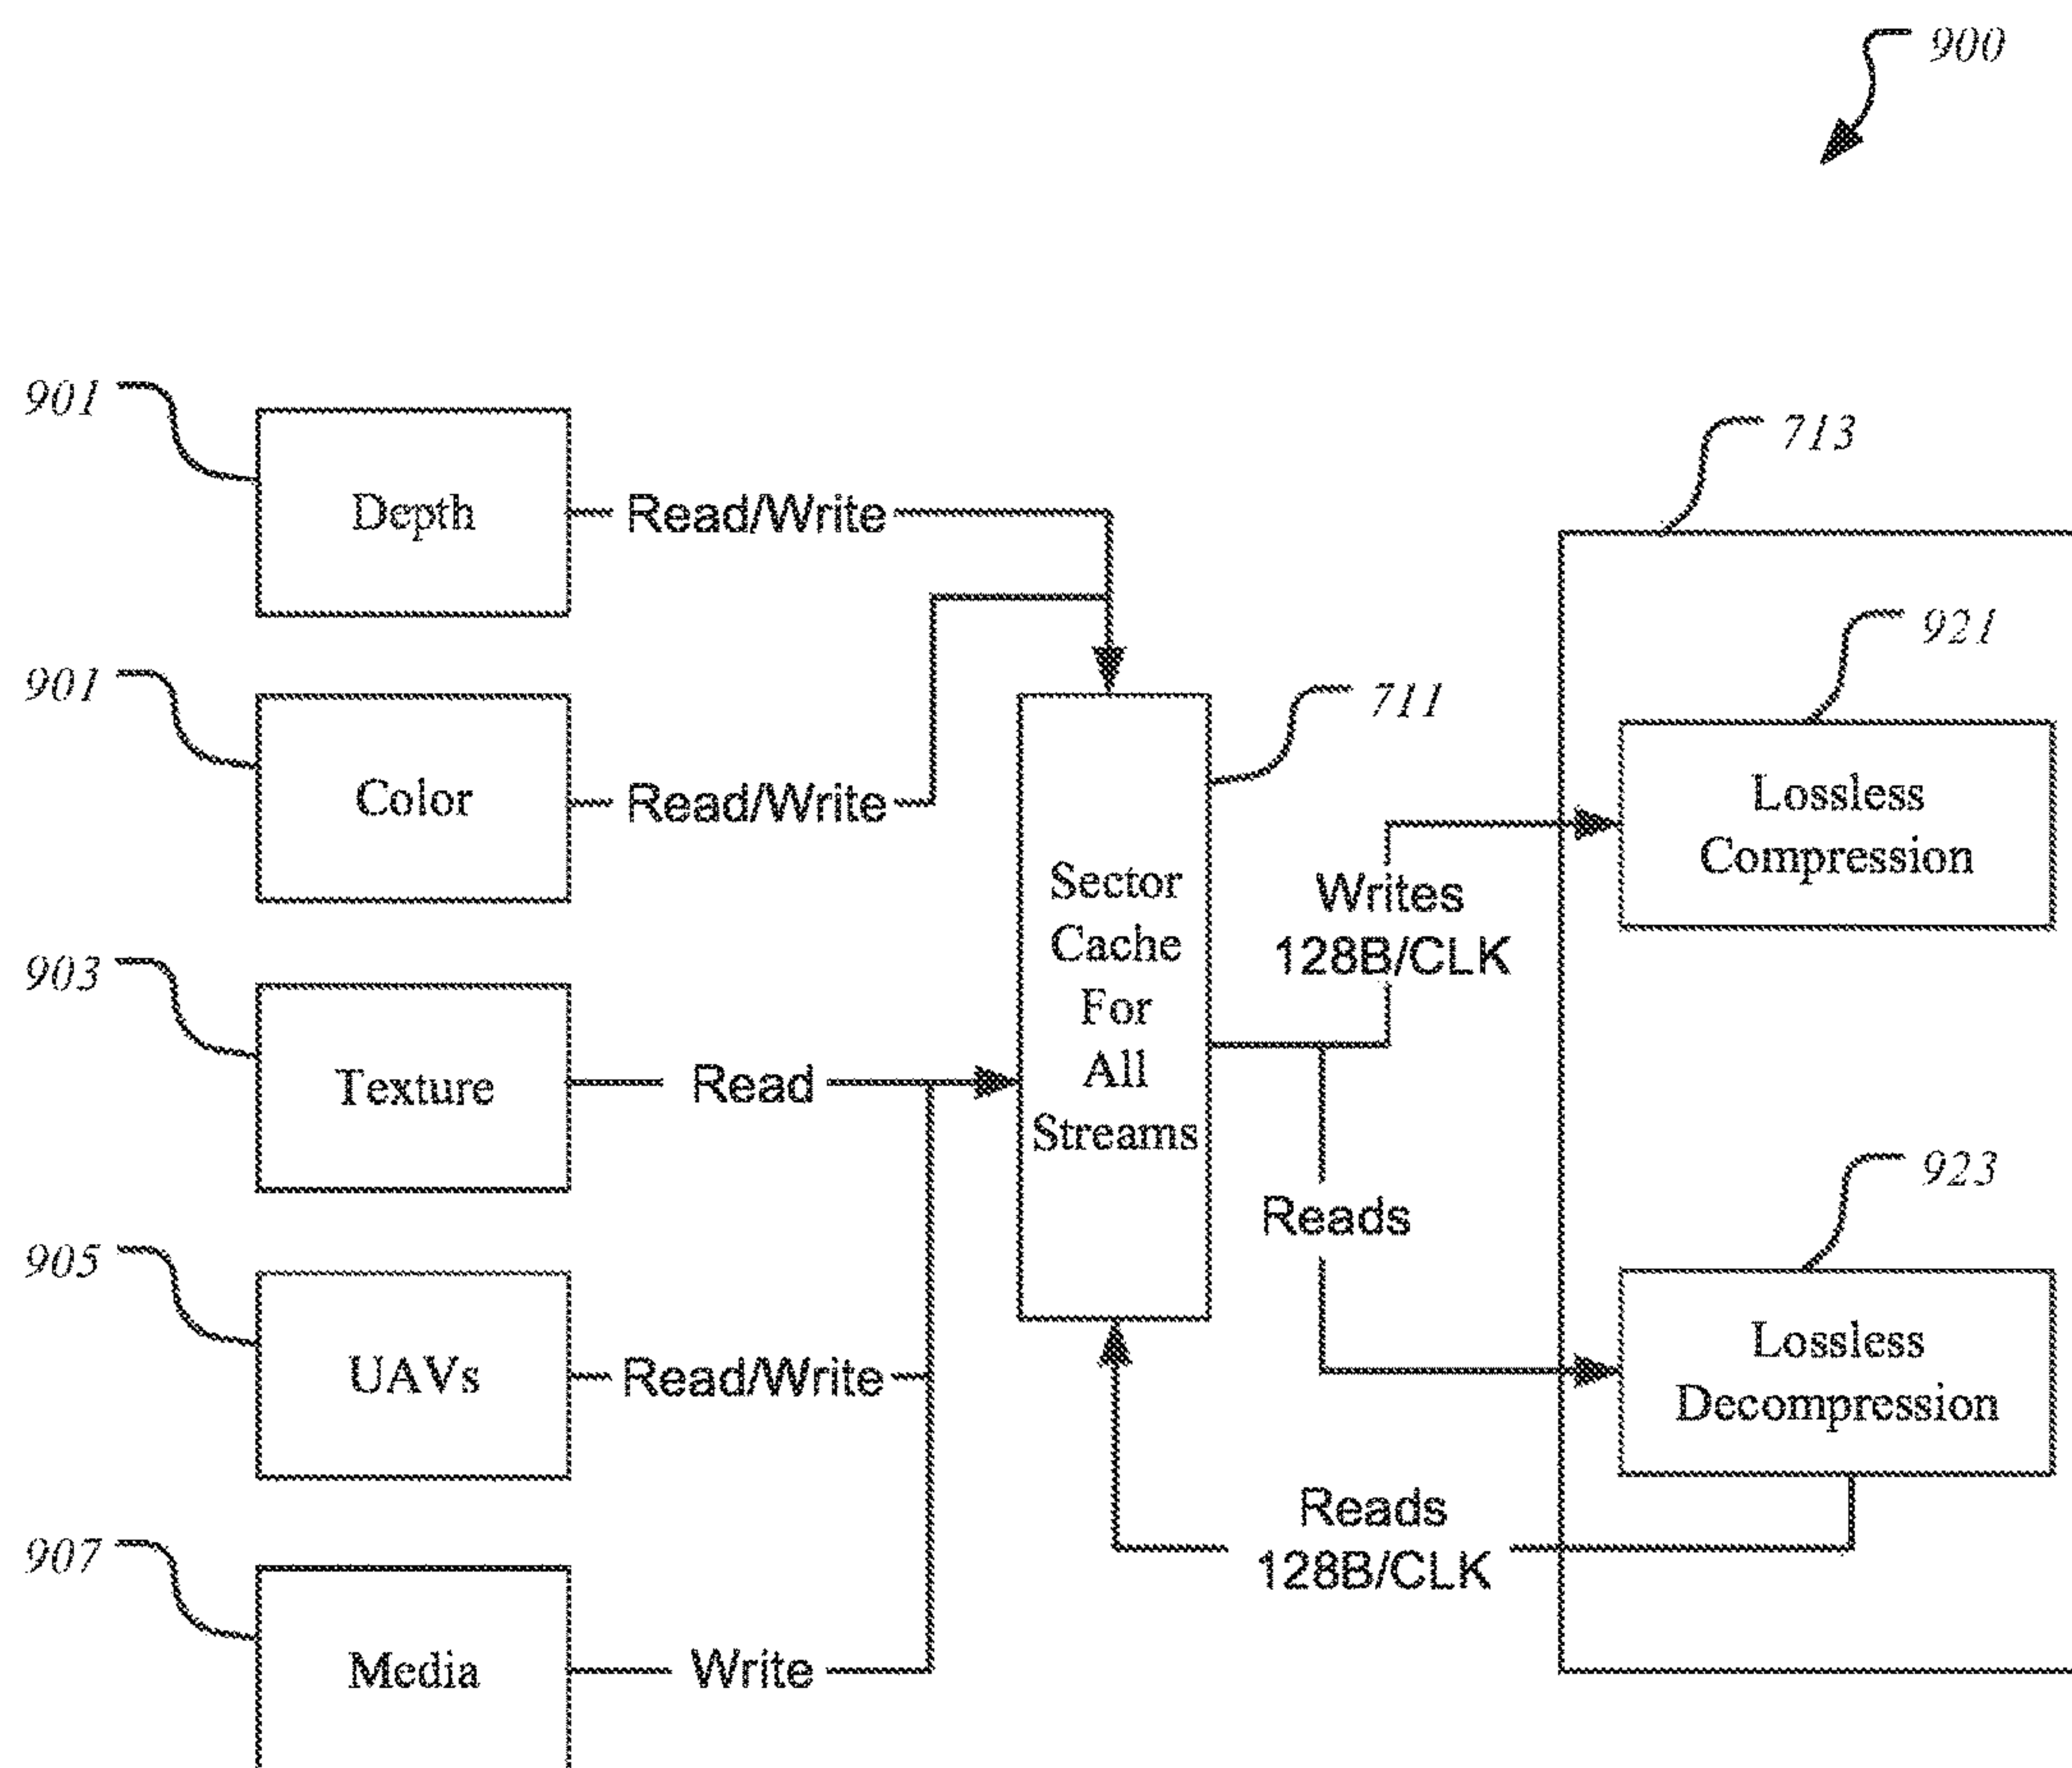 900
901
Depth
Read/Write
713
921
901
Color
Read/Write
711
Lossless
Compression
Sector
Cache
For
All
Streams
Writes
128B/CLK
903
Texture
Read
923
905
UAVs
Read/Write
Reads
Lossless
Decompression
907
Media
Write
Reads
128B/CLK